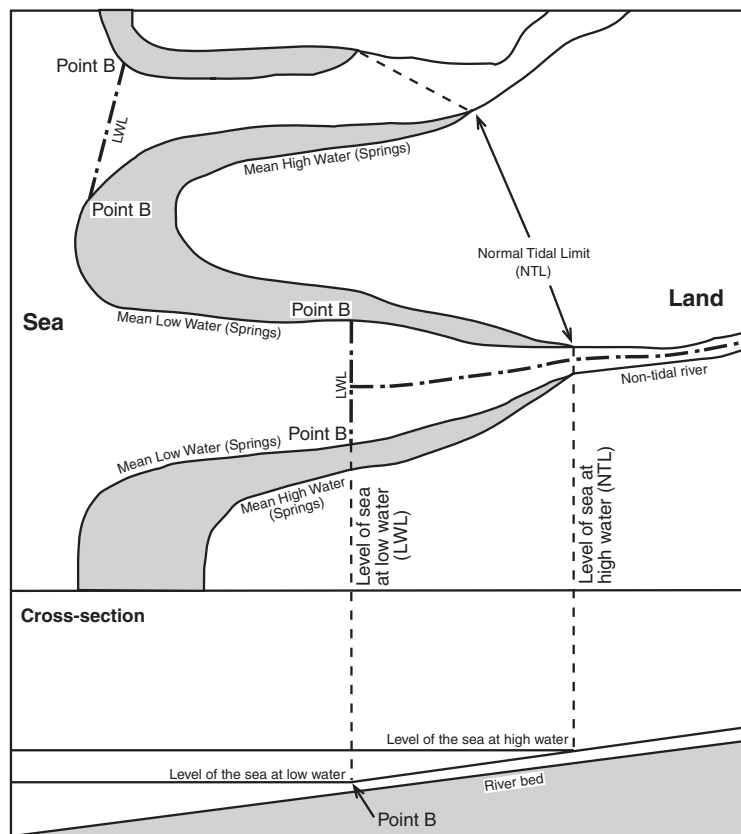 Point B
LWL
Mean High Water (Springs)
Point B
Normal Tidal Limit
(NTL)
Land
Sea
Point B
Mean Low Water (Springs)
LWL
Non-tidal river
Point B
Mean Low Water (Springs)
Mean High Water
(Springs)
Level of sea
at low water
(LWL)
Level of sea at
high water (NTL)
Cross-section
Level of the sea at high water
Level of the sea at low water
River bed
Point B